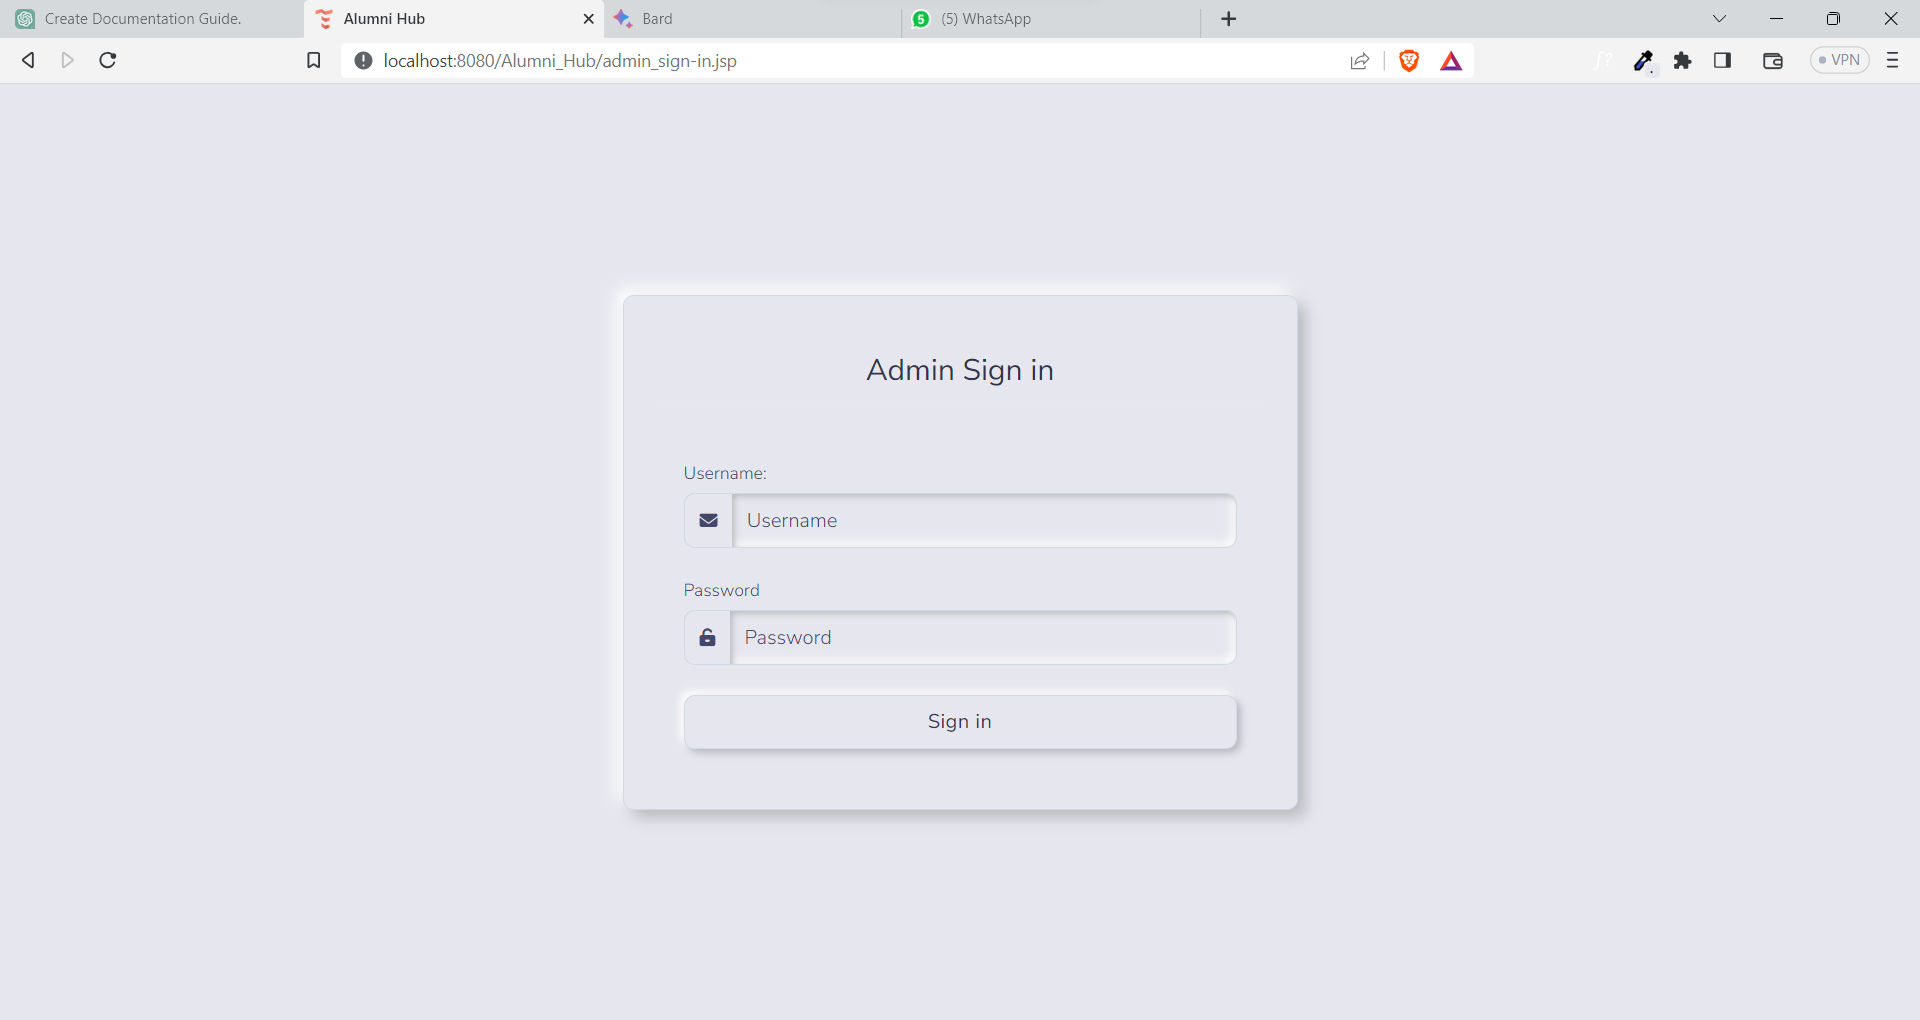 Create Documentation Guide.
Alumni Hub
Bard
5
(5) WhatsApp
localhost:8080/Alumni_Hub/admin_sign-in.jsp
VPN
Admin Sign in
Username:
Username
Password
Password
Sign in